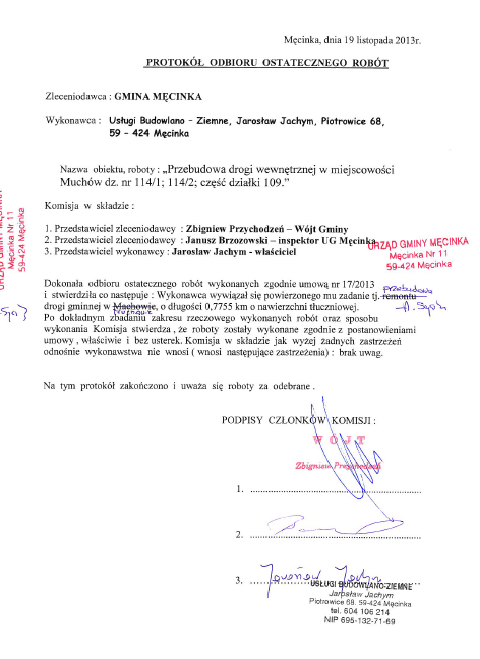 Męcinka, dnia 19 listopada 2013r.
PROTOKÓŁ ODBIORU OSTATECZNEGO ROBÓT
Zleceniodawca : GMINA MĘCINKA
Wykonawca : Usługi Budowlano – Ziemne, Jarosław Jachym, Piotrowice 68,
59 – 424 Męcinka
Nazwa obiektu, roboty : „Przebudowa drogi wewnętrznej w miejscowości
Muchów dz. nr 114/1; 114/2; część działki 109.”
Komisja w składzie :
1. Przedstawiciel zleceniodawcy : Zbigniew Przychodzeń – Wójt Gminy
2. Przedstawiciel zleceniodawcy : Janusz Brzozowski – inspektor UG Męcinka
3. Przedstawiciel wykonawcy : Jarosław Jachym - właściciel
URZĄD GMINY MĘCINKA
Męcinka Nr 11
59-424 Męcinka
Męcinka Nr 11
59-424 Męcinka
Dokonała odbioru ostatecznego robót wykonanych zgodnie umową nr 17/2013
przebudowa
i stwierdziła co następuje : Wykonawca wywiązał się powierzonego mu zadanie tj. remontu
drogi gminnej w Machowie, o długości 0,7755 km o nawierzchni tłuczniowej.
Po dokładnym zbadaniu zakresu rzeczowego wykonanych robót oraz sposobu
wykonania Komisja stwierdza , że roboty zostały wykonane zgodnie z postanowieniami
umowy , właściwie i bez usterek. Komisja w składzie jak wyżej żadnych zastrzeżeń
odnośnie wykonawstwa nie wnosi ( wnosi następujące zastrzeżenia) : brak uwag.
Na tym protokół zakończono i uważa się roboty za odebrane .
PODPISY CZŁONKÓW KOMISJI :
WÓJT
Zbigniew Przychodzeń
1. ........................................
2. ........................................
3. ........................................
Jarosław Jachym
USŁUGI BUDOWLANO-ZIEMNE
Jarosław Jachym
Piotrowice 68, 59-424 Męcinka
tel. 604 106 214
NIP 695-132-71-69